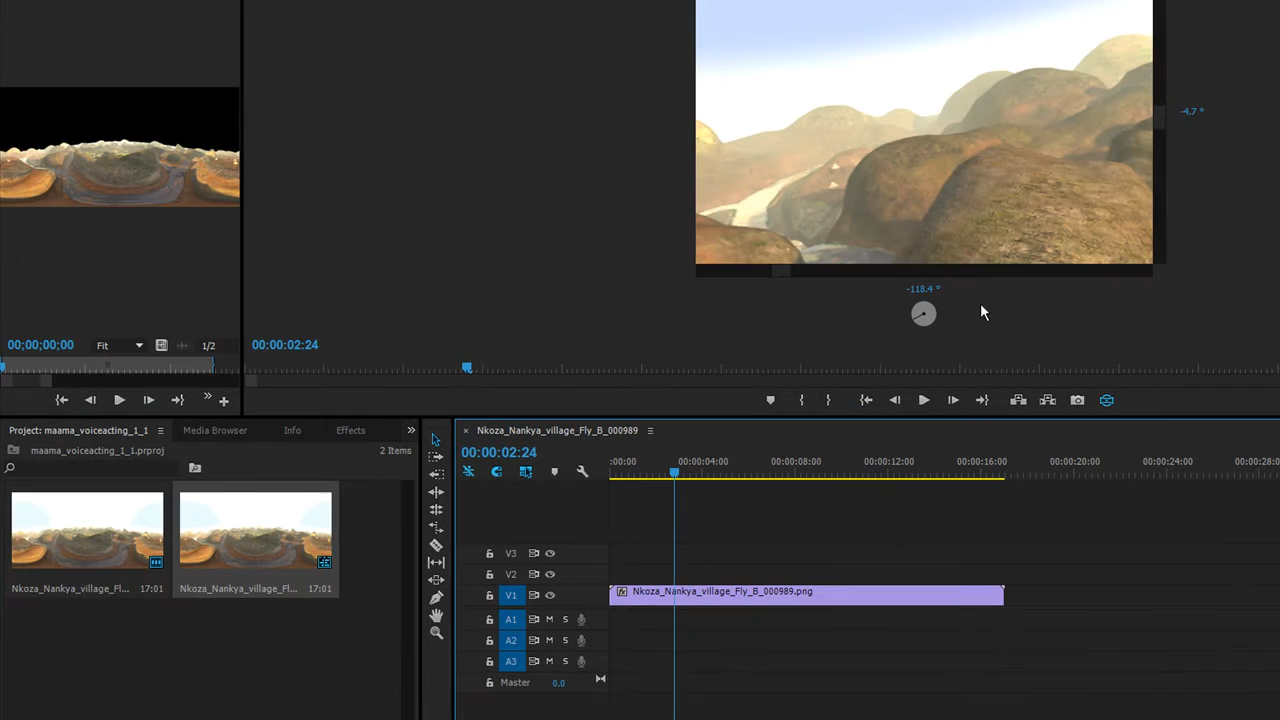 -4.7 °
-118.4 °
00;00;00;00 Fit 1/2
00:00:02:24
Project: maama_voiceacting_1_1 Media Browser Info Effects
maama_voiceacting_1_1.prproj 2 Items
Nkoza_Nankya_village_Fl... 17:01
Nkoza_Nankya_village_Fl... 17:01
Nkoza_Nankya_village_Fly_B_000989
00:00:02:24
:00:00 00:00:04:00 00:00:08:00 00:00:12:00 00:00:16:00 00:00:20:00 00:00:24:00 00:00:28:0
V3
V2
V1 Nkoza_Nankya_village_Fly_B_000989.png
A1 M S
A2 M S
A3 M S
Master 0.0